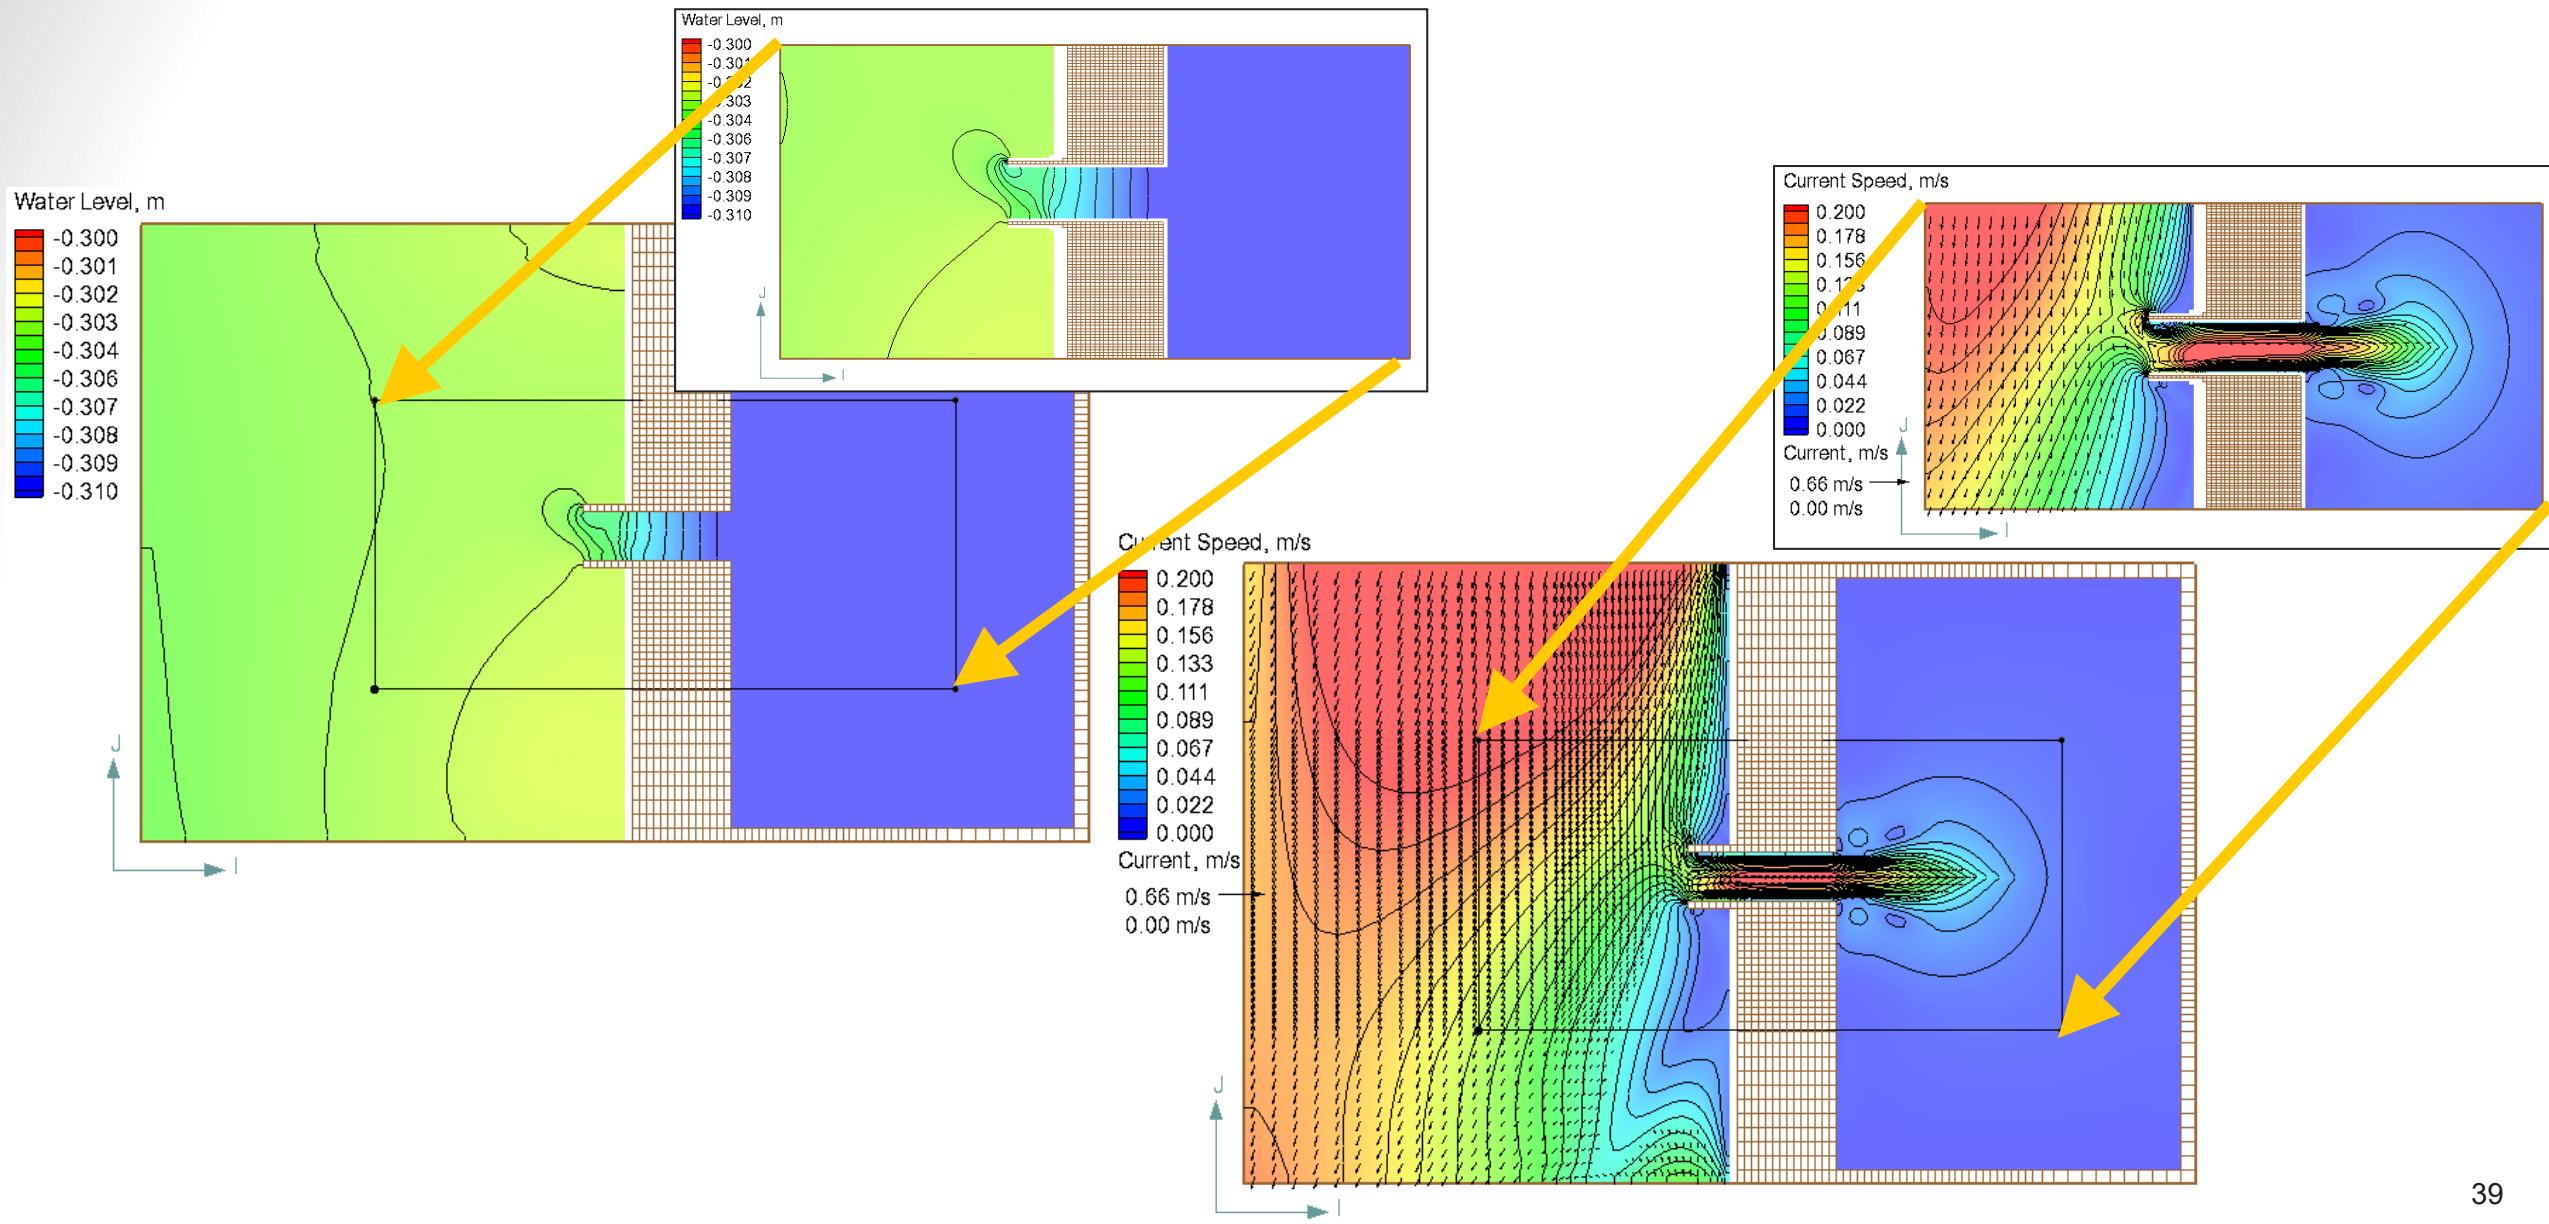 Water Level, m
-0.300
-0.301
-0.302
-0.303
-0.304
-0.306
-0.307
-0.308
-0.309
-0.310
J
I
Water Level, m
-0.300
-0.303
-0.304
-0.306
-0.307
-0.308
-0.309
-0.310
J
I
Current Speed, m/s
0.200
0.178
0.156
0.089
0.067
0.044
0.022
0.000
Current, m/s
0.66 m/s
0.00 m/s
J
I
Current Speed, m/s
0.200
0.178
0.156
0.133
0.111
0.089
0.067
0.044
0.022
0.000
Current, m/s
0.66 m/s
0.00 m/s
J
I
39